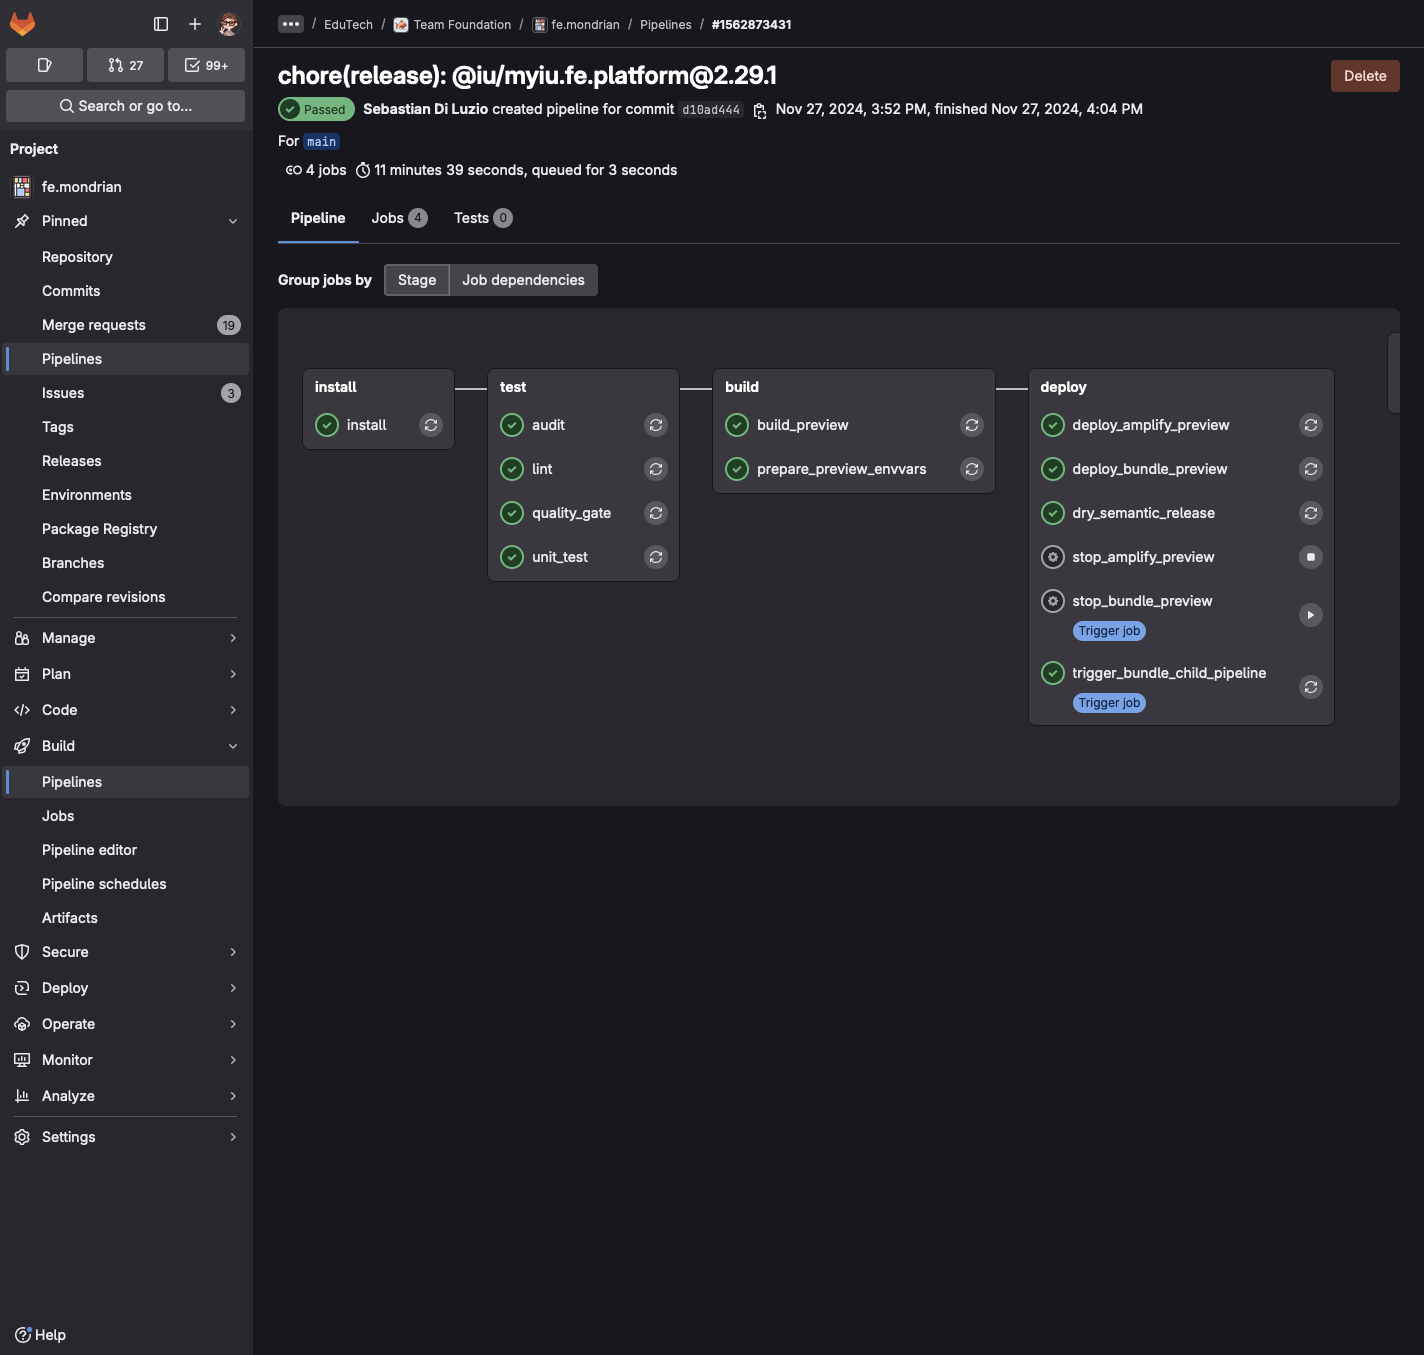 ••• / EduTech / Team Foundation / fe.mondrian / Pipelines / #1562873431
27
99+
Search or go to...
Project
fe.mondrian
Pinned
Repository
Commits
Merge requests 19
Pipelines
Issues 3
Tags
Releases
Environments
Package Registry
Branches
Compare revisions
Manage
Plan
Code
Build
Pipelines
Jobs
Pipeline editor
Pipeline schedules
Artifacts
Secure
Deploy
Operate
Monitor
Analyze
Settings
Help
chore(release): @iu/myiu.fe.platform@2.29.1
Delete
Passed Sebastian Di Luzio created pipeline for commit d10ad444 Nov 27, 2024, 3:52 PM, finished Nov 27, 2024, 4:04 PM
For main
4 jobs 11 minutes 39 seconds, queued for 3 seconds
Pipeline Jobs 4 Tests 0
Group jobs by Stage Job dependencies
install
install
test
audit
lint
quality_gate
unit_test
build
build_preview
prepare_preview_envvars
deploy
deploy_amplify_preview
deploy_bundle_preview
dry_semantic_release
stop_amplify_preview
stop_bundle_preview
Trigger job
trigger_bundle_child_pipeline
Trigger job